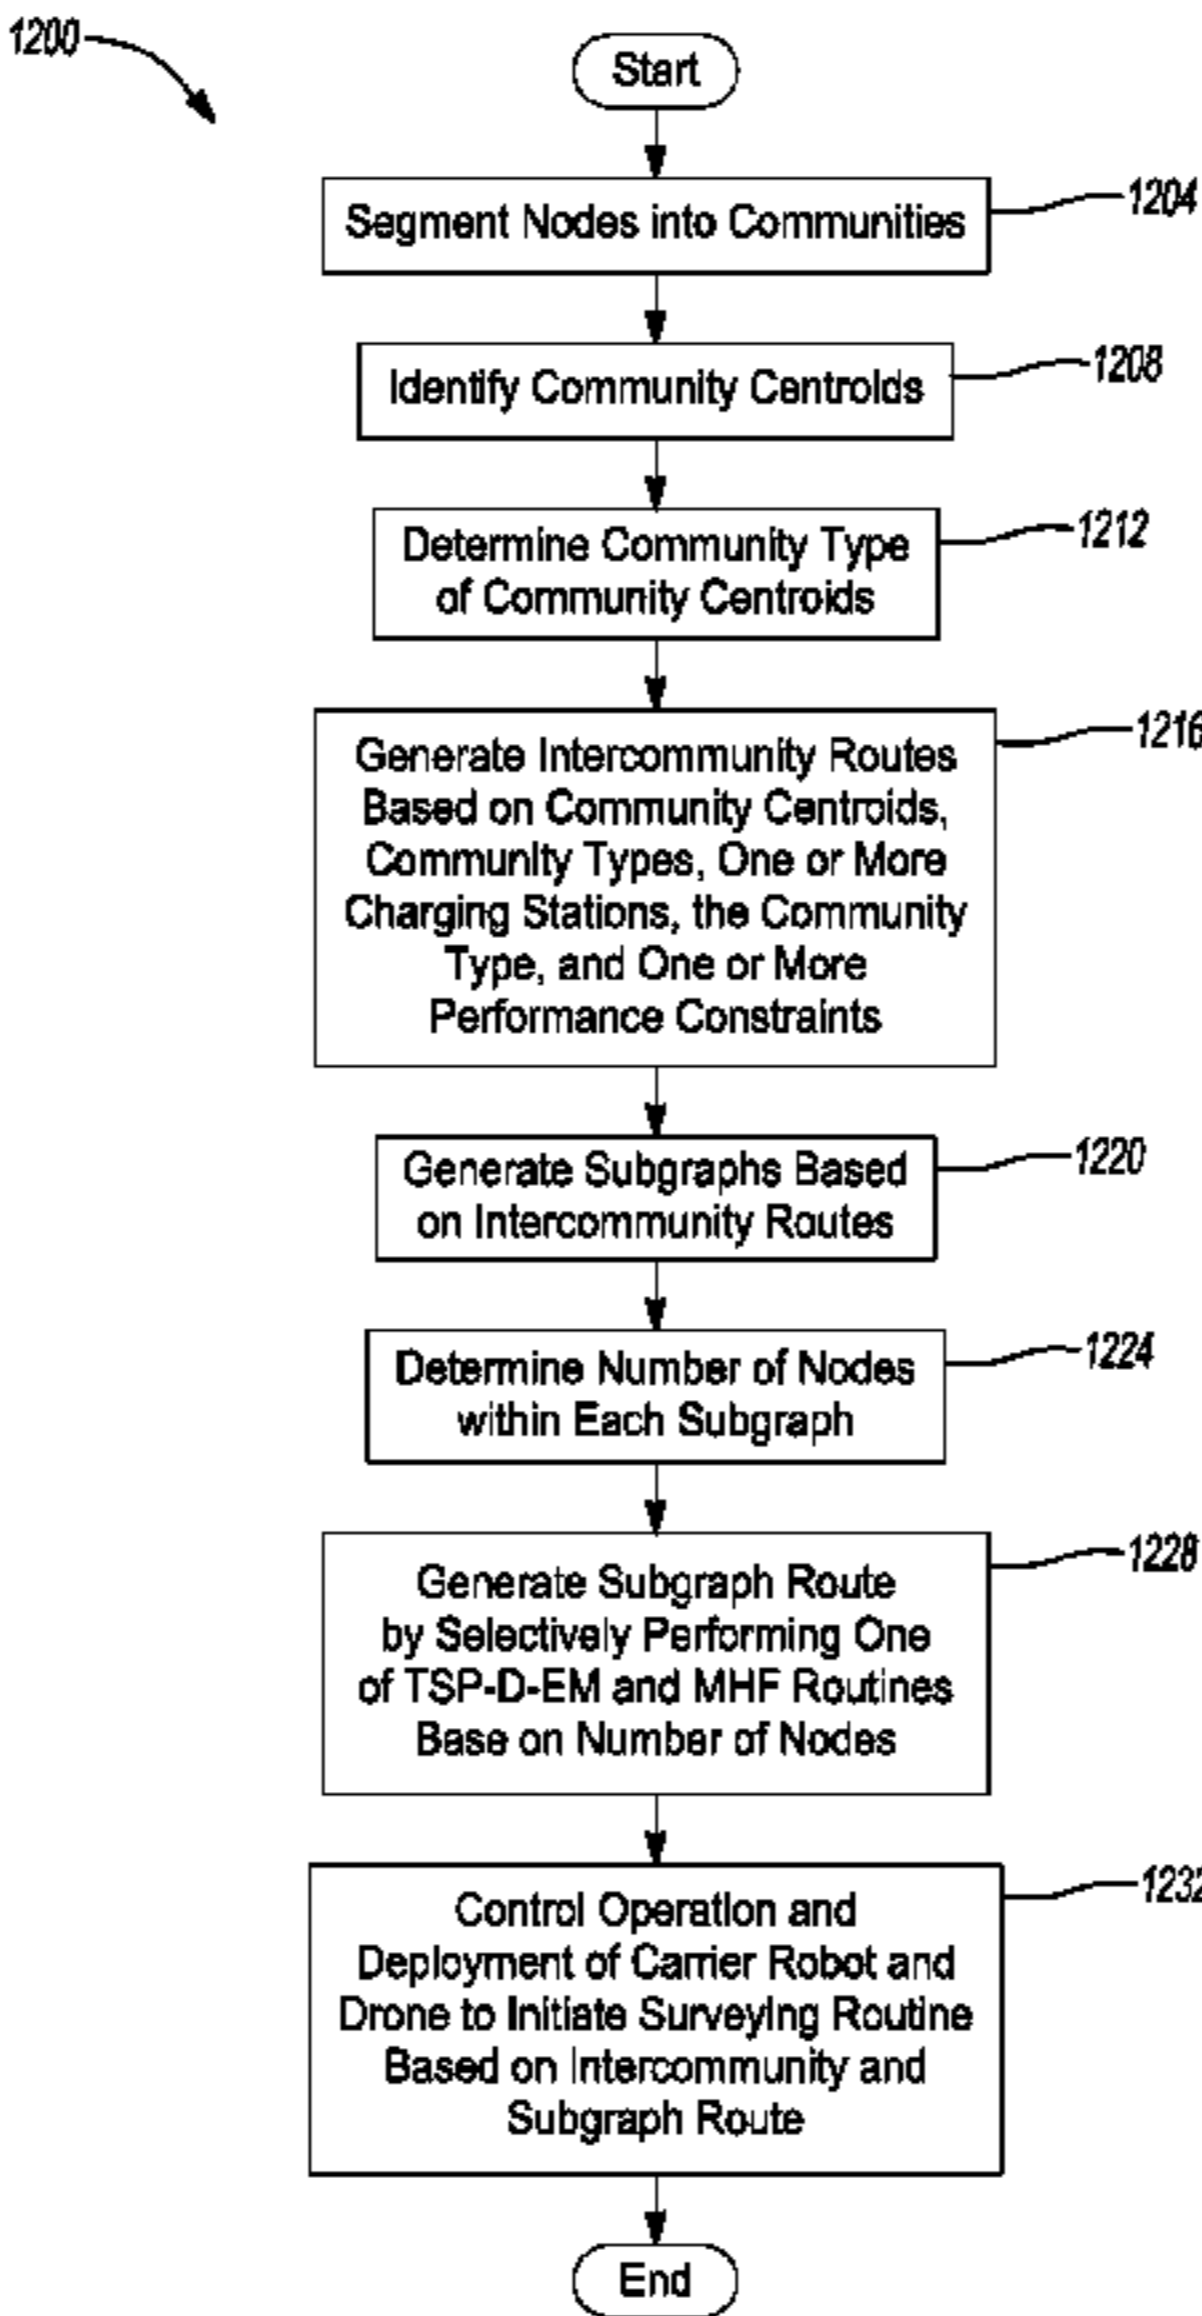 1200
Start
Segment Nodes into Communities
1204
Identify Community Centroids
1208
Determine Community Type
of Community Centroids
1212
Generate Intercommunity Routes
Based on Community Centroids,
Community Types, One or More
Charging Stations, the Community
Type, and One or More
Performance Constraints
1216
Generate Subgraphs Based
on Intercommunity Routes
1220
Determine Number of Nodes
within Each Subgraph
1224
Generate Subgraph Route
by Selectively Performing One
of TSP-D-EM and MHF Routines
Base on Number of Nodes
1228
Control Operation and
Deployment of Carrier Robot and
Drone to Initiate Surveying Routine
Based on Intercommunity and
Subgraph Route
1232
End